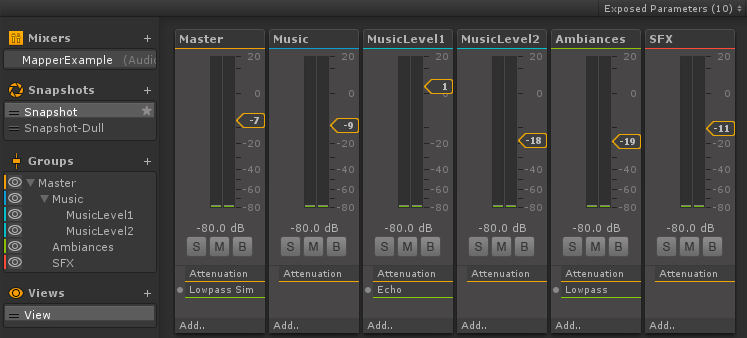 Exposed Parameters (10)
Mixers +
MapperExample (Audi
Snapshots +
Snapshot
Snapshot-Dull
Groups +
Master
Music
MusicLevel1
MusicLevel2
Ambiances
SFX
Views +
View
Master Music MusicLevel1 MusicLevel2 Ambiances SFX
20 20 20 20 20 20
0 0 0 1 0 0 0
-7 -9 -18 -19 -11
-20 -20 -20 -20 -20 -20
-40 -40 -40 -40 -40 -40
-60 -60 -60 -60 -60 -60
-80 -80 -80 -80 -80 -80
-80.0 dB -80.0 dB -80.0 dB -80.0 dB -80.0 dB -80.0 dB
S M B S M B S M B S M B S M B S M B
Attenuation Attenuation Attenuation Attenuation Attenuation Attenuation
Lowpass Sim Echo Lowpass
Add.. Add.. Add.. Add.. Add.. Add..